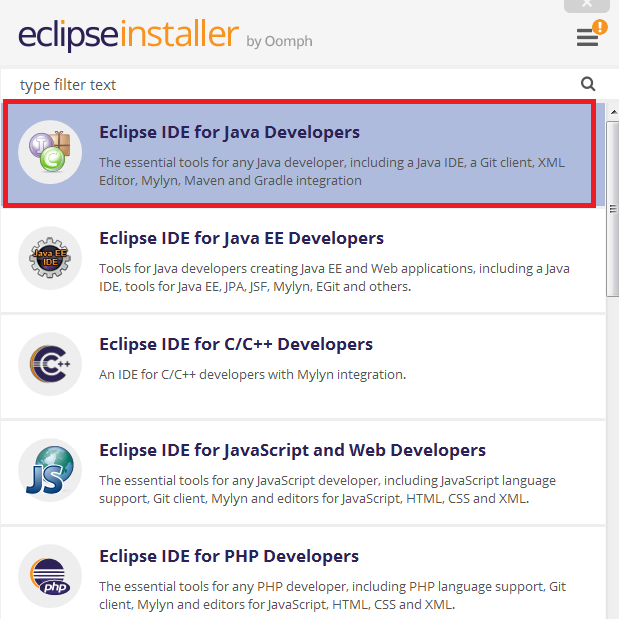 eclipseinstaller by Oomph
type filter text
Eclipse IDE for Java Developers
The essential tools for any Java developer, including a Java IDE, a Git client, XML
Editor, Mylyn, Maven and Gradle integration
Java EE
IDE
Eclipse IDE for Java EE Developers
Tools for Java developers creating Java EE and Web applications, including a Java
IDE, tools for Java EE, JPA, JSF, Mylyn, EGit and others.
C++
Eclipse IDE for C/C++ Developers
An IDE for C/C++ developers with Mylyn integration.
JS
Eclipse IDE for JavaScript and Web Developers
The essential tools for any JavaScript developer, including JavaScript language
support, Git client, Mylyn and editors for JavaScript, HTML, CSS and XML.
php
Eclipse IDE for PHP Developers
The essential tools for any PHP developer, including PHP language support, Git
client, Mylyn and editors for JavaScript, HTML, CSS and XML.